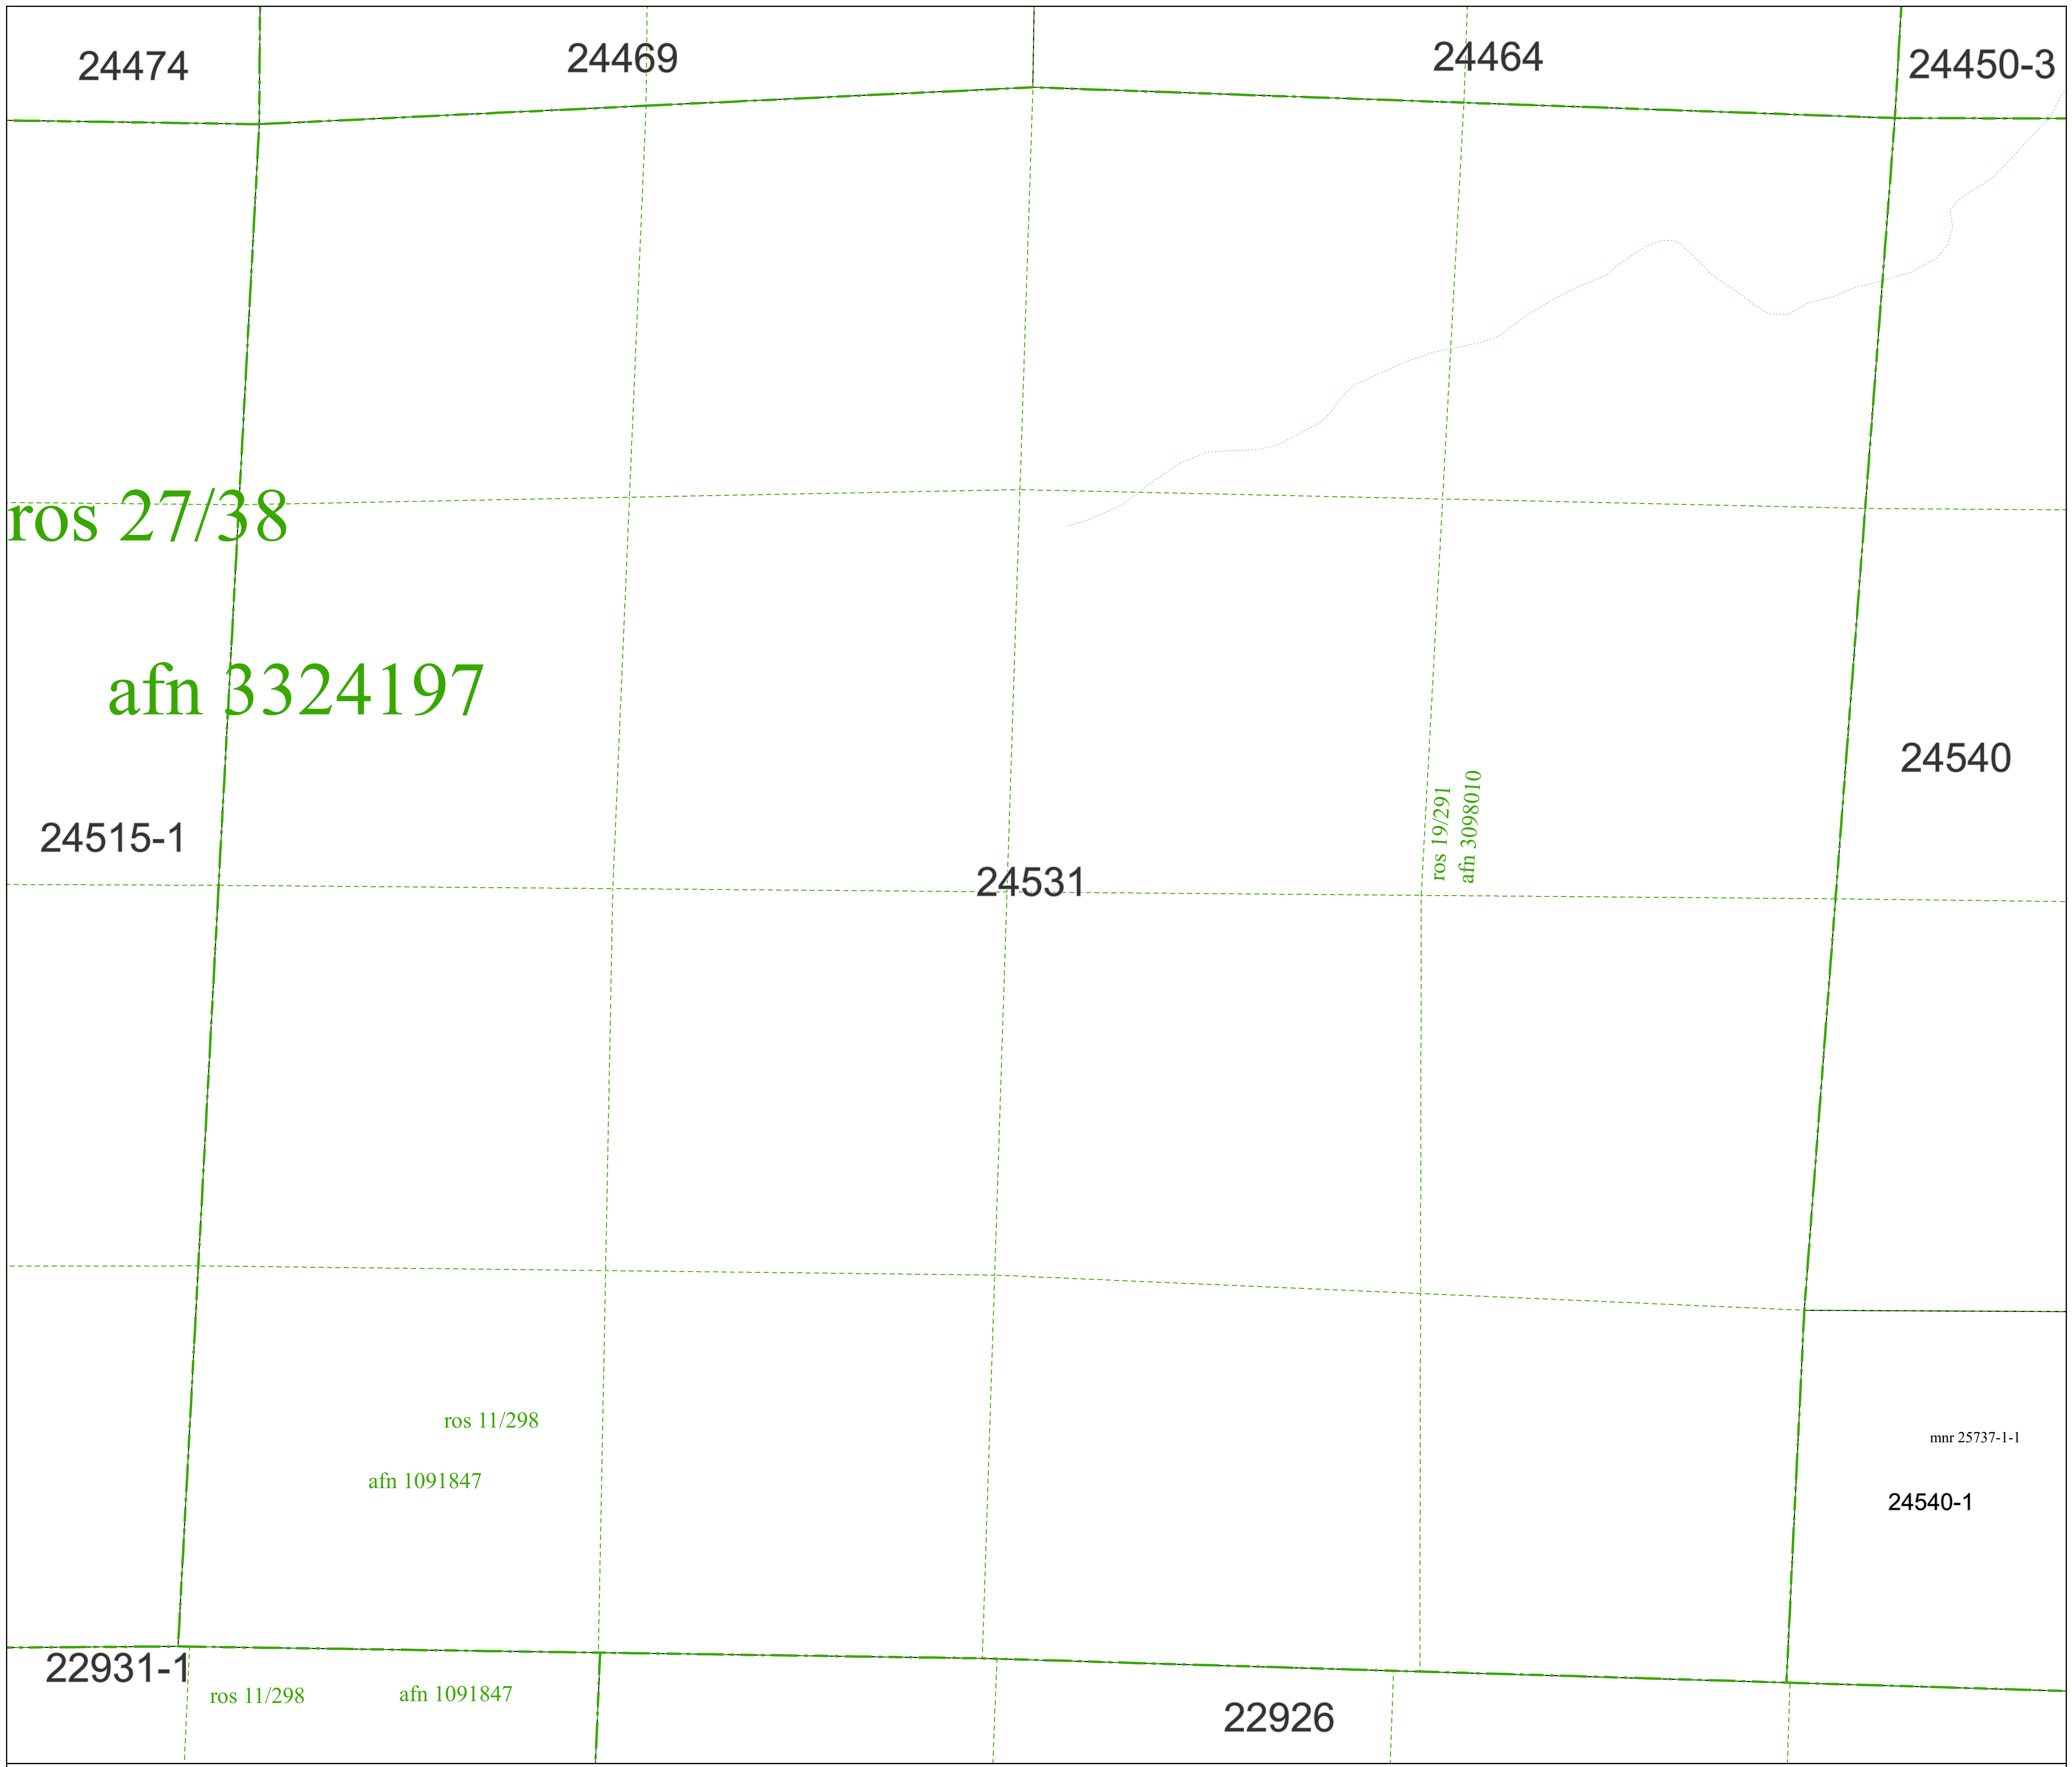 24474
24469
24464
24450-3
ros 27/38
afn 3324197
24540
24515-1
24531
ros 19/291
afn 3098010
ros 11/298
mnr 25737-1-1
afn 1091847
24540-1
22931-1
ros 11/298
afn 1091847
22926